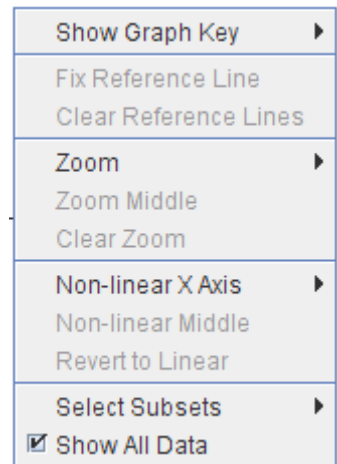 Show Graph Key
Fix Reference Line
Clear Reference Lines
Zoom
Zoom Middle
Clear Zoom
Non-linear X Axis
Non-linear Middle
Revert to Linear
Select Subsets
Show All Data